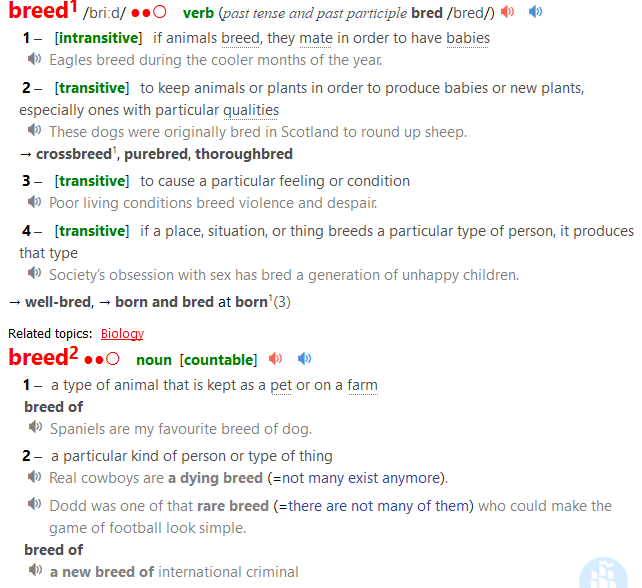 breed1 /briːd/ ●●○ verb (past tense and past participle bred /bred/)
1 – [intransitive] if animals breed, they mate in order to have babies
Eagles breed during the cooler months of the year.
2 – [transitive] to keep animals or plants in order to produce babies or new plants,
especially ones with particular qualities
These dogs were originally bred in Scotland to round up sheep.
→ crossbreed1, purebred, thoroughbred
3 – [transitive] to cause a particular feeling or condition
Poor living conditions breed violence and despair.
4 – [transitive] if a place, situation, or thing breeds a particular type of person, it produces
that type
Society’s obsession with sex has bred a generation of unhappy children.
→ well-bred, → born and bred at born1(3)
Related topics: Biology
breed2 ●●○ noun [countable]
1 – a type of animal that is kept as a pet or on a farm
breed of
Spaniels are my favourite breed of dog.
2 – a particular kind of person or type of thing
Real cowboys are a dying breed (=not many exist anymore).
Dodd was one of that rare breed (=there are not many of them) who could make the
game of football look simple.
breed of
a new breed of international criminal